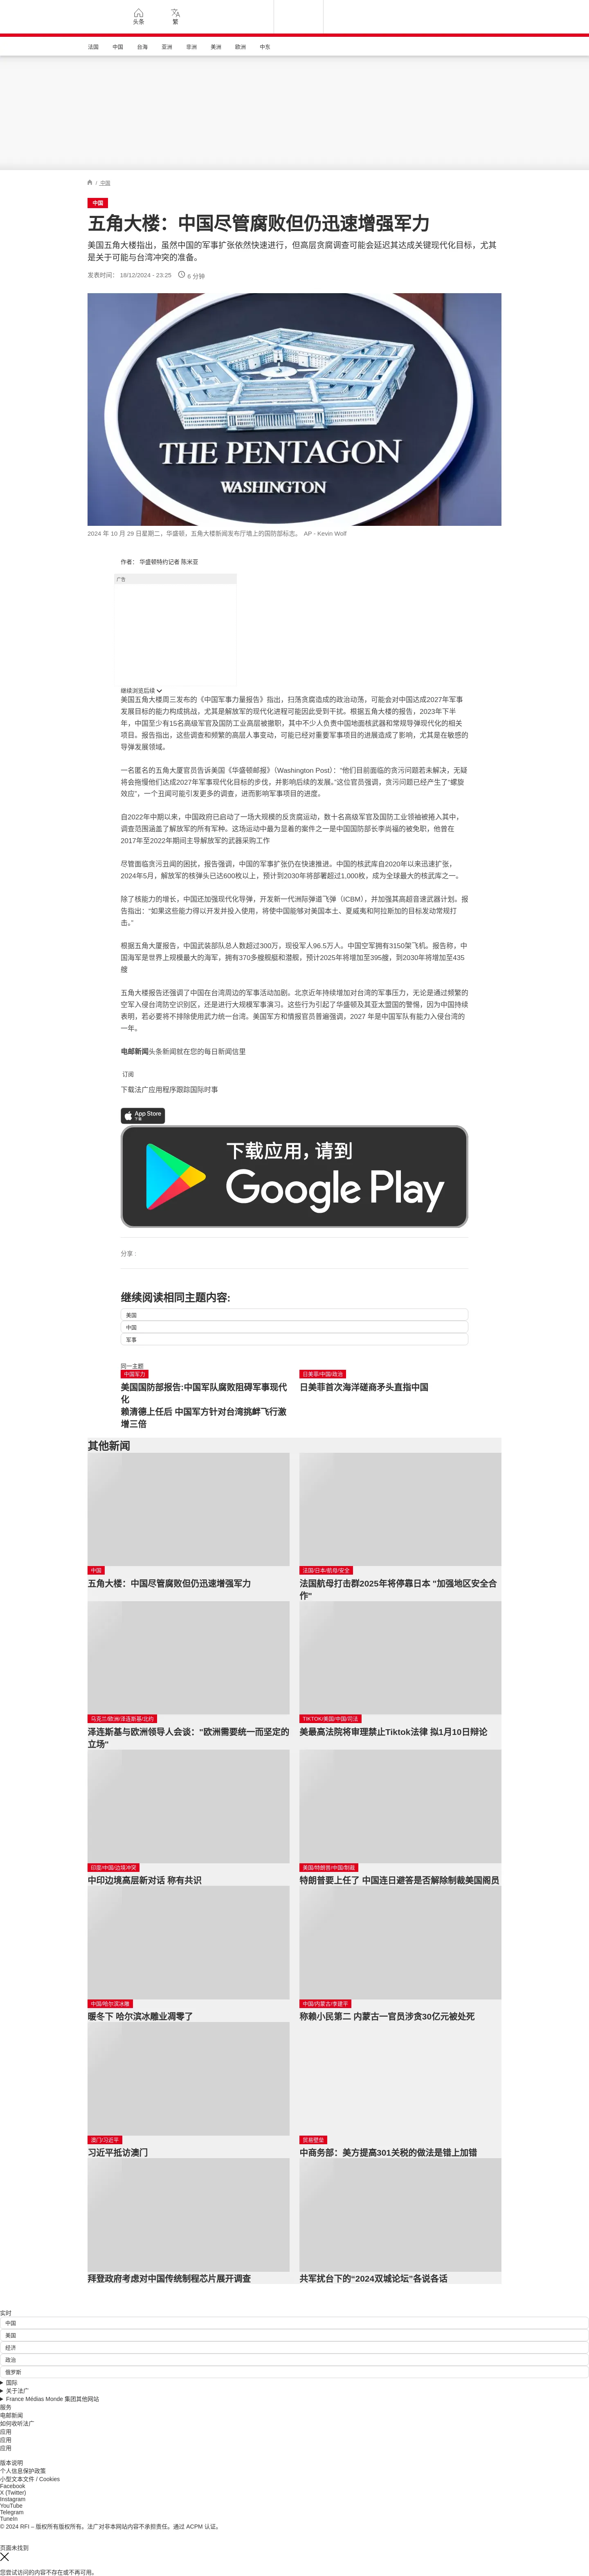 头条
繁
法国
中国
台海
亚洲
非洲
美洲
欧洲
中东
/ 中国
中国
五角大楼：中国尽管腐败但仍迅速增强军力
美国五角大楼指出，虽然中国的军事扩张依然快速进行，但高层贪腐调查可能会延迟其达成关键现代化目标，尤其
是关于可能与台湾冲突的准备。
发表时间： 18/12/2024 - 23:25
6 分钟
THE PENTAGON
WASHINGTON
2024 年 10 月 29 日星期二，华盛顿，五角大楼新闻发布厅墙上的国防部标志。 AP - Kevin Wolf
作者： 华盛顿特约记者 陈米亚
广告
继续浏览后续
美国五角大楼周三发布的《中国军事力量报告》指出，扫荡贪腐造成的政治动荡，可能会对中国达成2027年军事
发展目标的能力构成挑战，尤其是解放军的现代化进程可能因此受到干扰。根据五角大楼的报告，2023年下半
年，中国至少有15名高级军官及国防工业高层被撤职，其中不少人负责中国地面核武器和常规导弹现代化的相关
项目。报告指出，这些调查和频繁的高层人事变动，可能已经对重要军事项目的进展造成了影响，尤其是在敏感的
导弹发展领域。
一名匿名的五角大厦官员告诉美国《华盛顿邮报》（Washington Post）：“他们目前面临的贪污问题若未解决，无疑
将会拖慢他们达成2027年军事现代化目标的步伐，并影响后续的发展。”这位官员强调，贪污问题已经产生了“螺旋
效应”，一个丑闻可能引发更多的调查，进而影响军事项目的进度。
自2022年中期以来，中国政府已启动了一场大规模的反贪腐运动，数十名高级军官及国防工业领袖被捲入其中，
调查范围涵盖了解放军的所有军种。这场运动中最为显着的案件之一是中国国防部长李尚福的被免职，他曾在
2017年至2022年期间主导解放军的武器采购工作
尽管面临贪污丑闻的困扰，报告强调，中国的军事扩张仍在快速推进。中国的核武库自2020年以来迅速扩张，
2024年5月，解放军的核弹头已达600枚以上，预计到2030年将部署超过1,000枚，成为全球最大的核武库之一。
除了核能力的增长，中国还加强现代化导弹，开发新一代洲际弹道飞弹（ICBM），并加强其高超音速武器计划。报
告指出：“如果这些能力得以开发并投入使用，将使中国能够对美国本土、夏威夷和阿拉斯加的目标发动常规打
击。”
根据五角大厦报告，中国武装部队总人数超过300万，现役军人96.5万人。中国空军拥有3150架飞机。报告称，中
国海军是世界上规模最大的海军，拥有370多艘舰艇和潜舰，预计2025年将增加至395艘，到2030年将增加至435
艘
五角大楼报告还强调了中国在台湾周边的军事活动加剧。北京近年持续增加对台湾的军事压力，无论是通过频繁的
空军入侵台湾防空识别区，还是进行大规模军事演习。这些行为引起了华盛顿及其亚太盟国的警惕，因为中国持续
表明，若必要将不排除使用武力统一台湾。美国军方和情报官员普遍强调，2027 年是中国军队有能力入侵台湾的
一年。
电邮新闻头条新闻就在您的每日新闻信里
订阅
下载法广应用程序跟踪国际时事
App Store
下载
下载应用，请到
Google Play
分享 :
继续阅读相同主题内容:
美国
中国
军事
同一主题
中国军力
美国国防部报告:中国军队腐败阻碍军事现代
化
赖清德上任后 中国军方针对台湾挑衅飞行激
增三倍
日美菲/中国/政治
日美菲首次海洋磋商矛头直指中国
其他新闻
中国
五角大楼：中国尽管腐败但仍迅速增强军力
法国/日本/航母/安全
法国航母打击群2025年将停靠日本 "加强地区安全合
作"
乌克兰/欧洲/泽连斯基/北约
泽连斯基与欧洲领导人会谈："欧洲需要统一而坚定的
立场"
TIKTOK/美国/中国/司法
美最高法院将审理禁止Tiktok法律 拟1月10日辩论
印度/中国/边境冲突
中印边境高层新对话 称有共识
美国/特朗普/中国/制裁
特朗普要上任了 中国连日避答是否解除制裁美国阁员
中国/哈尔滨冰雕
暖冬下 哈尔滨冰雕业凋零了
中国/内蒙古/李建平
称赖小民第二 内蒙古一官员涉贪30亿元被处死
澳门/习近平
习近平抵访澳门
贸易壁垒
中商务部：美方提高301关税的做法是错上加错
拜登政府考虑对中国传统制程芯片展开调查
共军扰台下的“2024双城论坛”各说各话
实时
中国
美国
经济
政治
俄罗斯
国际
关于法广
France Médias Monde 集团其他网站
服务
电邮新闻
如何收听法广
应用
应用
应用
版本说明
个人信息保护政策
小型文本文件 / Cookies
Facebook
X (Twitter)
Instagram
YouTube
Telegram
TuneIn
© 2024 RFI – 版权所有版权所有。法广对非本网站内容不承担责任。通过 ACPM 认证。
页面未找到
您尝试访问的内容不存在或不再可用。